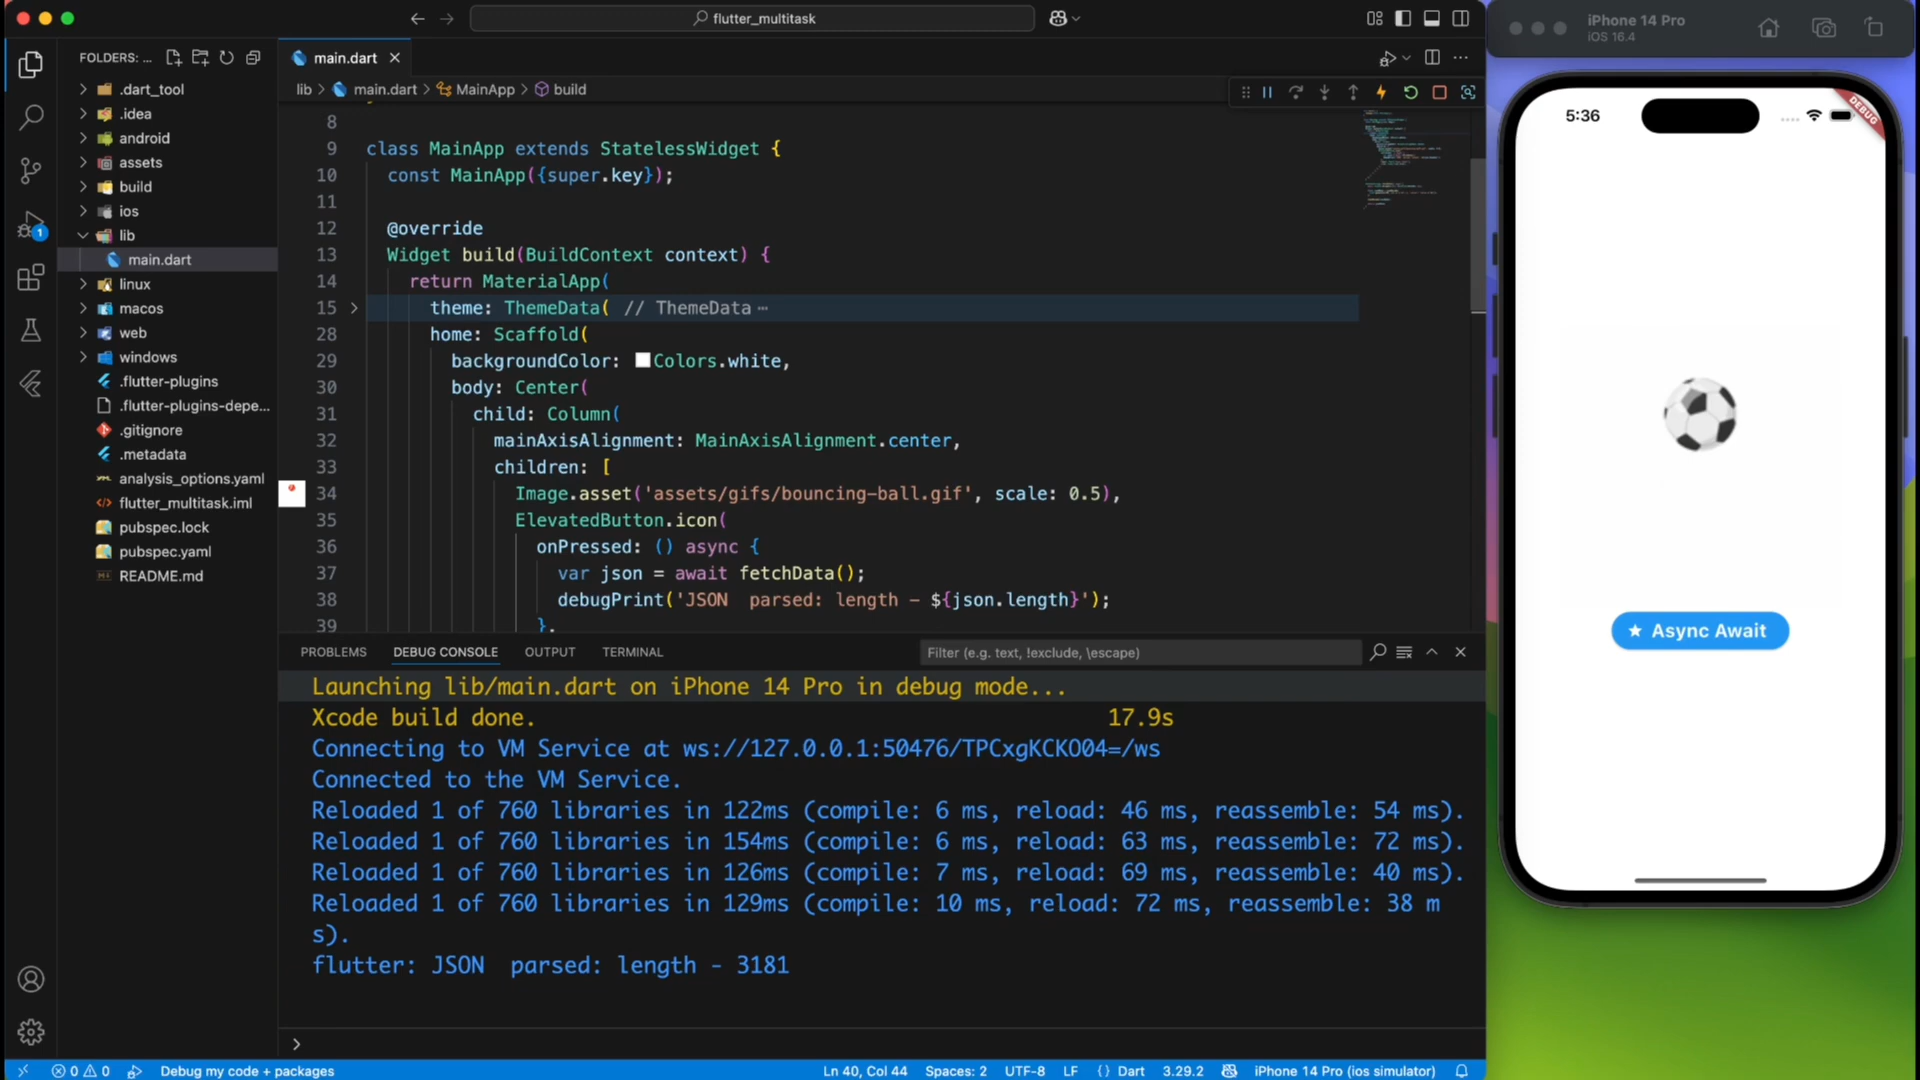 flutter_multitask
FOLDERS: ...
.dart_tool
.idea
android
assets
build
ios
lib
main.dart
linux
macos
web
windows
.flutter-plugins
.flutter-plugins-depe...
.gitignore
.metadata
analysis_options.yaml
flutter_multitask.iml
pubspec.lock
pubspec.yaml
README.md
1
main.dart
lib > main.dart > MainApp > build
8
9 class MainApp extends StatelessWidget {
10 const MainApp({super.key});
11
12 @override
13 Widget build(BuildContext context) {
14 return MaterialApp(
15 theme: ThemeData( // ThemeData ⋯
28 home: Scaffold(
29 backgroundColor: Colors.white,
30 body: Center(
31 child: Column(
32 mainAxisAlignment: MainAxisAlignment.center,
33 children: [
34 Image.asset('assets/gifs/bouncing-ball.gif', scale: 0.5),
35 ElevatedButton.icon(
36 onPressed: () async {
37 var json = await fetchData();
38 debugPrint('JSON  parsed: length - ${json.length}');
39 },
PROBLEMS DEBUG CONSOLE OUTPUT TERMINAL
Filter (e.g. text, !exclude, \escape)
Launching lib/main.dart on iPhone 14 Pro in debug mode...
Xcode build done. 17.9s
Connecting to VM Service at ws://127.0.0.1:50476/TPCxgKCKO04=/ws
Connected to the VM Service.
Reloaded 1 of 760 libraries in 122ms (compile: 6 ms, reload: 46 ms, reassemble: 54 ms).
Reloaded 1 of 760 libraries in 154ms (compile: 6 ms, reload: 63 ms, reassemble: 72 ms).
Reloaded 1 of 760 libraries in 126ms (compile: 7 ms, reload: 69 ms, reassemble: 40 ms).
Reloaded 1 of 760 libraries in 129ms (compile: 10 ms, reload: 72 ms, reassemble: 38 m
s).
flutter: JSON  parsed: length - 3181
0 0 Debug my code + packages Ln 40, Col 44 Spaces: 2 UTF-8 LF {} Dart 3.29.2 iPhone 14 Pro (ios simulator)
iPhone 14 Pro
iOS 16.4
5:36
DEBUG
Async Await